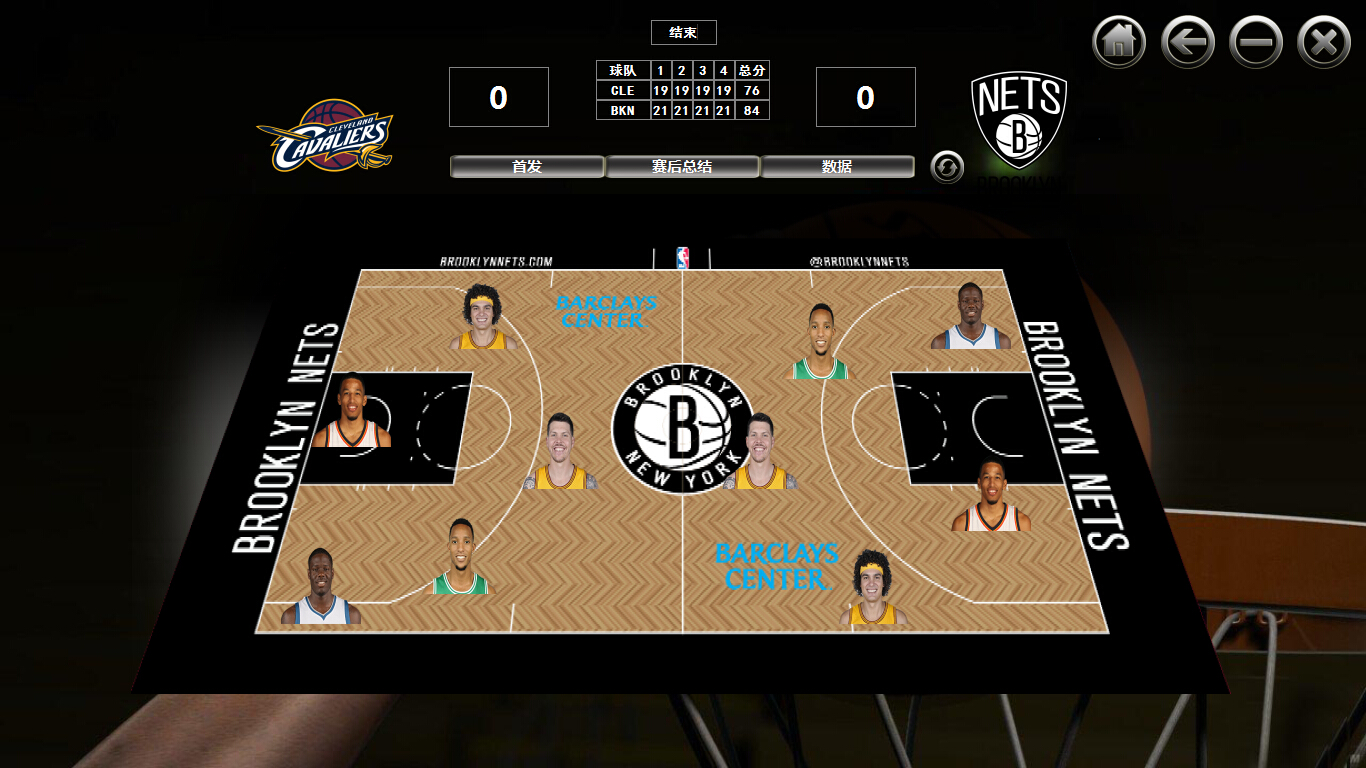 结束
球队 1 2 3 4 总分
CLE 19 19 19 19 76
BKN 21 21 21 21 84
0
0
CLEVELAND
CAVALIERS
NETS
B
BROOKLYN
首发 赛后总结 数据
BROOKLYNNETS.COM
@BROOKLYNNETS
BARCLAYS
CENTER
BROOKLYN NETS
BROOKLYN NETS
BROOKLYN
B
NEW YORK
BARCLAYS
CENTER